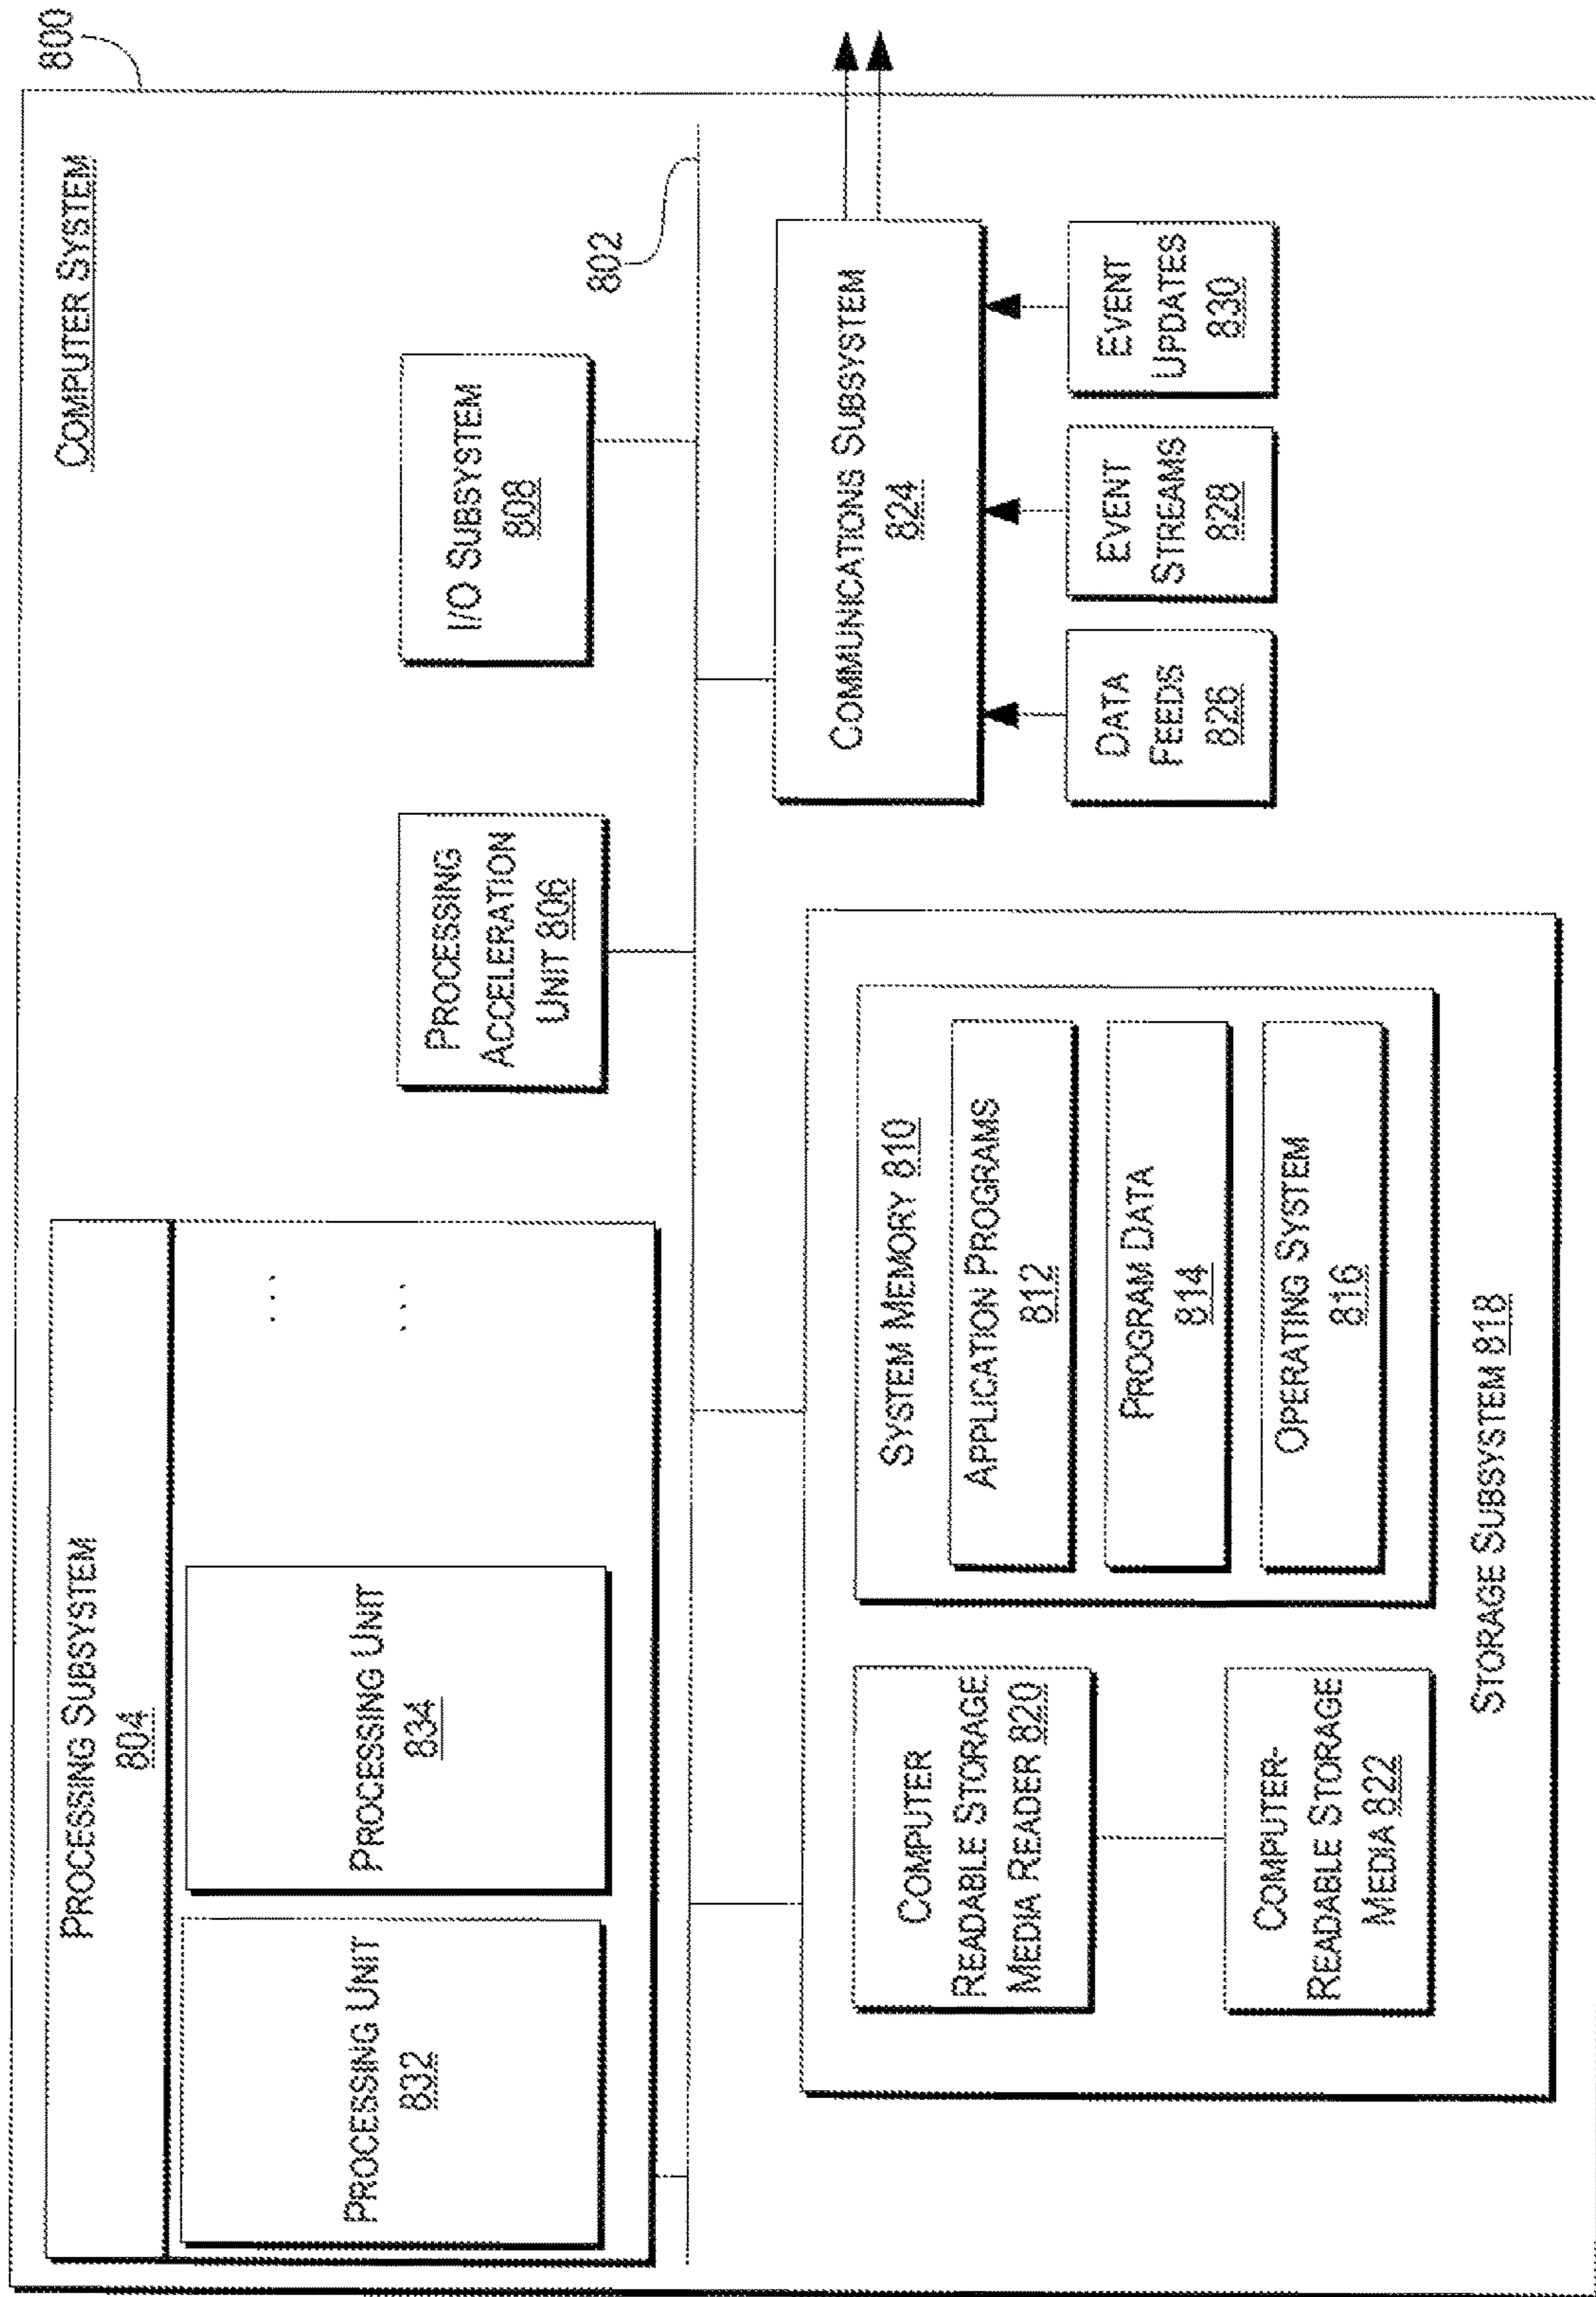 800
COMPUTER SYSTEM
PROCESSING SUBSYSTEM
804
PROCESSING UNIT
832
PROCESSING UNIT
834
...
...
PROCESSING
ACCELERATION
UNIT 806
I/O SUBSYSTEM
808
802
COMPUTER
READABLE STORAGE
MEDIA READER 820
COMPUTER-
READABLE STORAGE
MEDIA 822
SYSTEM MEMORY 810
APPLICATION PROGRAMS
812
PROGRAM DATA
814
OPERATING SYSTEM
816
STORAGE SUBSYSTEM 818
COMMUNICATIONS SUBSYSTEM
824
DATA
FEEDS
826
EVENT
STREAMS
828
EVENT
UPDATES
830